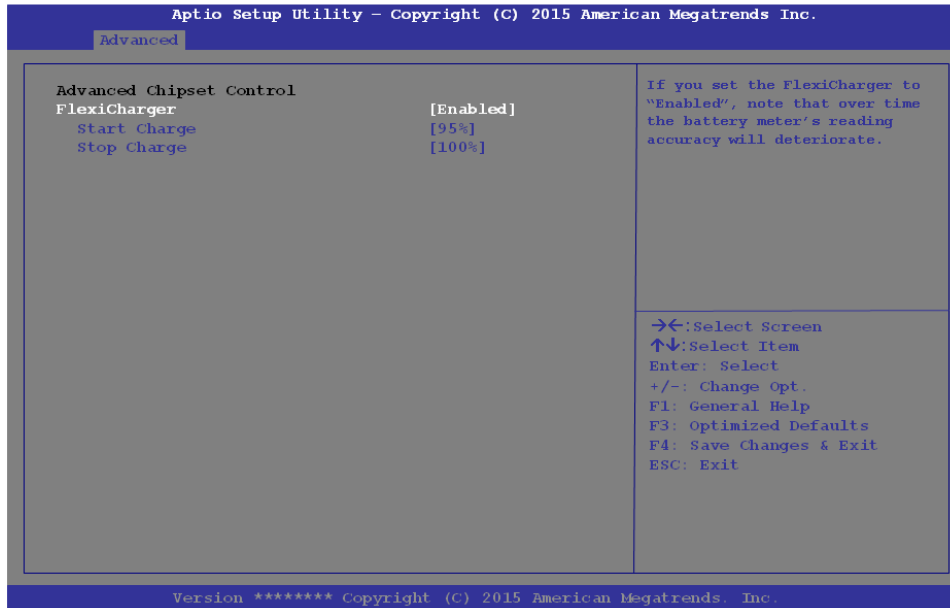 Aptio Setup Utility – Copyright (C) 2015 American Megatrends Inc.
Advanced
Advanced Chipset Control
FlexiCharger [Enabled]
Start Charge [95%]
Stop Charge [100%]
If you set the FlexiCharger to
“Enabled”, note that over time
the battery meter’s reading
accuracy will deteriorate.
→←:Select Screen
↑↓:Select Item
Enter: Select
+/-: Change Opt.
F1: General Help
F3: Optimized Defaults
F4: Save Changes & Exit
ESC: Exit
Version ******** Copyright (C) 2015 American Megatrends. Inc.